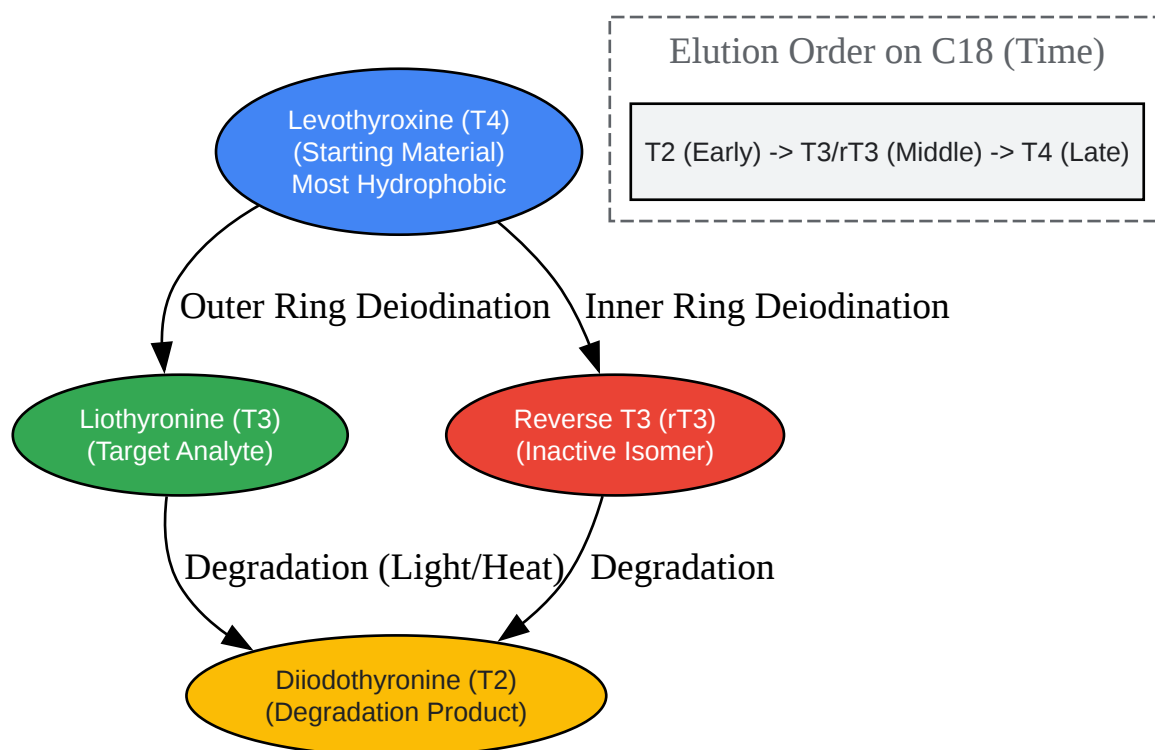 Elution Order on C18 (Time)
T2 (Early) -> T3/rT3 (Middle) -> T4 (Late)
Levothyroxine (T4)
(Starting Material)
Most Hydrophobic
Outer Ring Deiodination
Inner Ring Deiodination
Liothyronine (T3)
(Target Analyte)
Reverse T3 (rT3)
(Inactive Isomer)
Degradation (Light/Heat)
Degradation
Diiodothyronine (T2)
(Degradation Product)